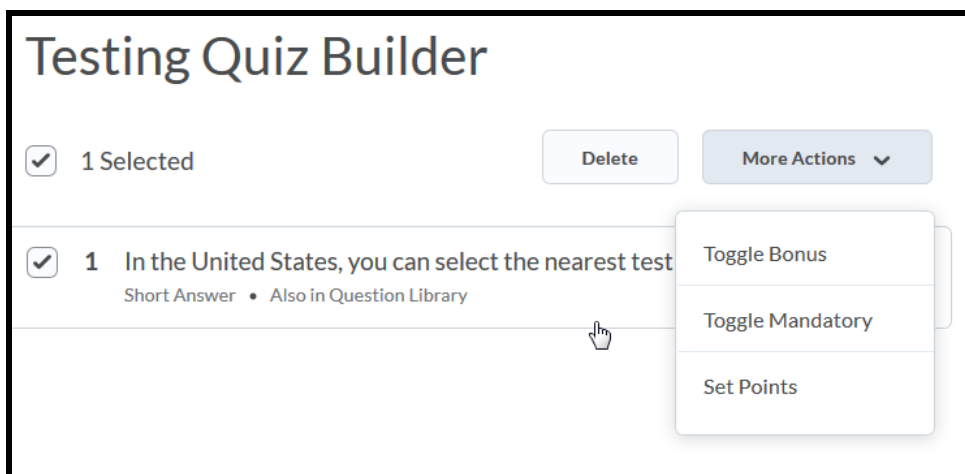 Testing Quiz Builder
1 Selected
Delete
More Actions
1 In the United States, you can select the nearest test
Short Answer • Also in Question Library
Toggle Bonus
Toggle Mandatory
Set Points